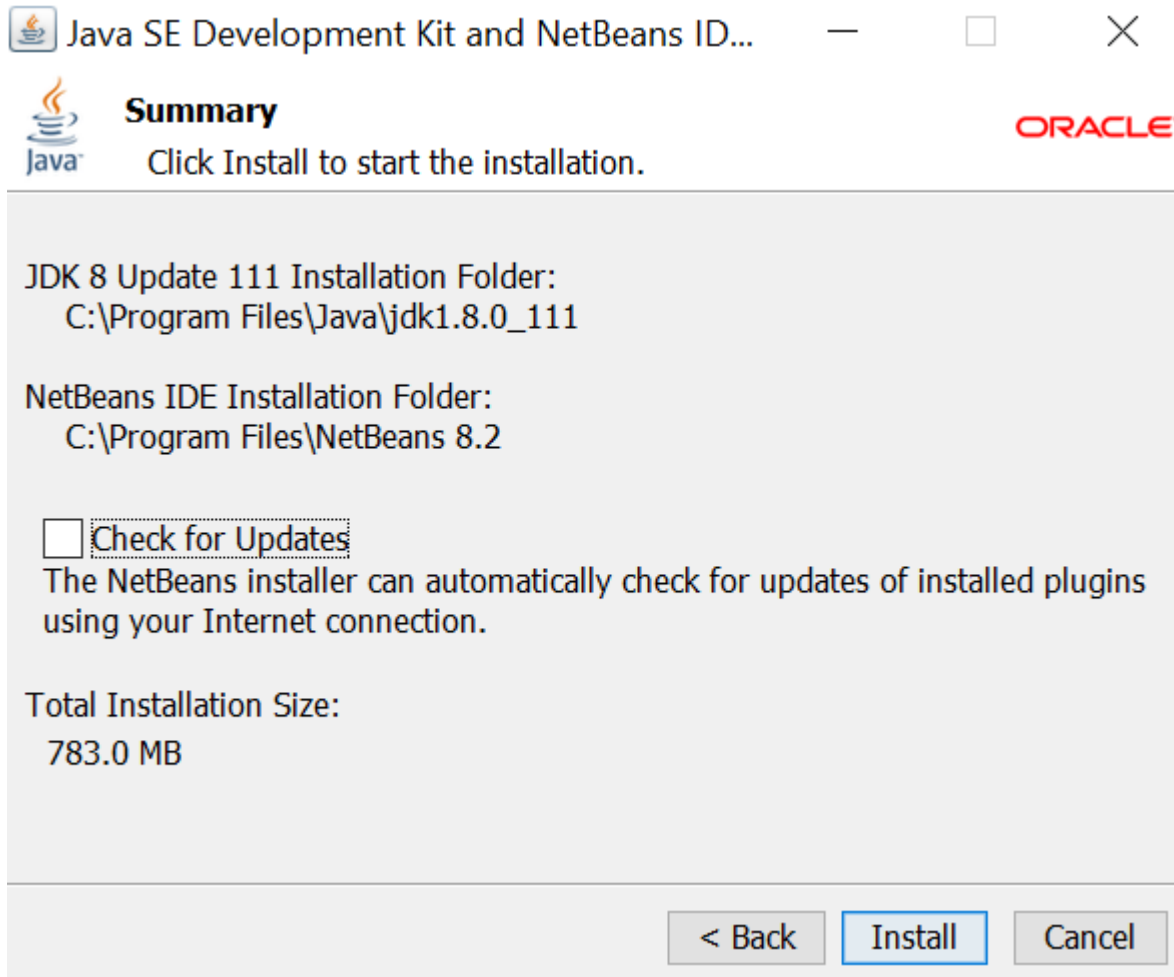 Java SE Development Kit and NetBeans ID...
Summary
Click Install to start the installation.
Java
ORACLE
JDK 8 Update 111 Installation Folder:
C:\Program Files\Java\jdk1.8.0_111
NetBeans IDE Installation Folder:
C:\Program Files\NetBeans 8.2
Check for Updates
The NetBeans installer can automatically check for updates of installed plugins
using your Internet connection.
Total Installation Size:
783.0 MB
< Back
Install
Cancel